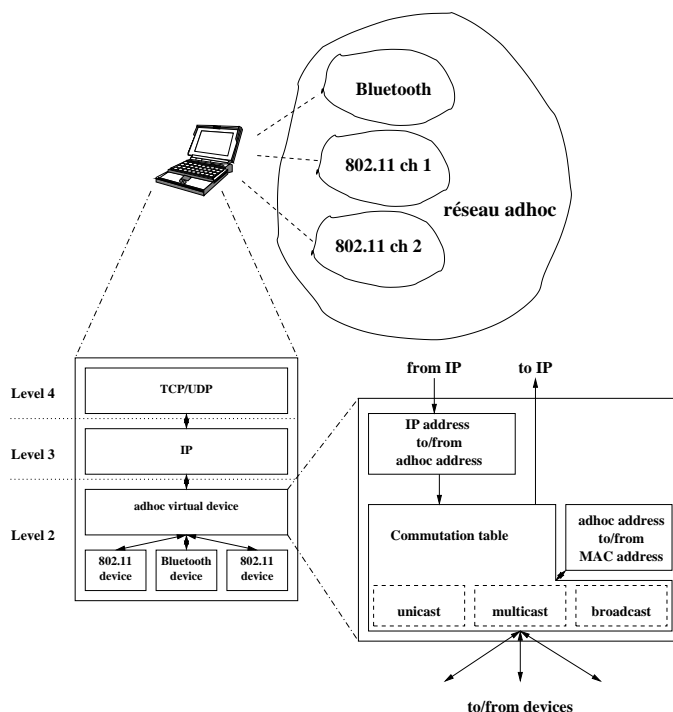 Bluetooth
802.11 ch 1
réseau adhoc
802.11 ch 2
Level 4
TCP/UDP
Level 3
IP
Level 2
adhoc virtual device
802.11
device
Bluetooth
device
802.11
device
from IP
to IP
IP address
to/from
adhoc address
Commutation table
adhoc address
to/from
MAC address
unicast
multicast
broadcast
to/from devices